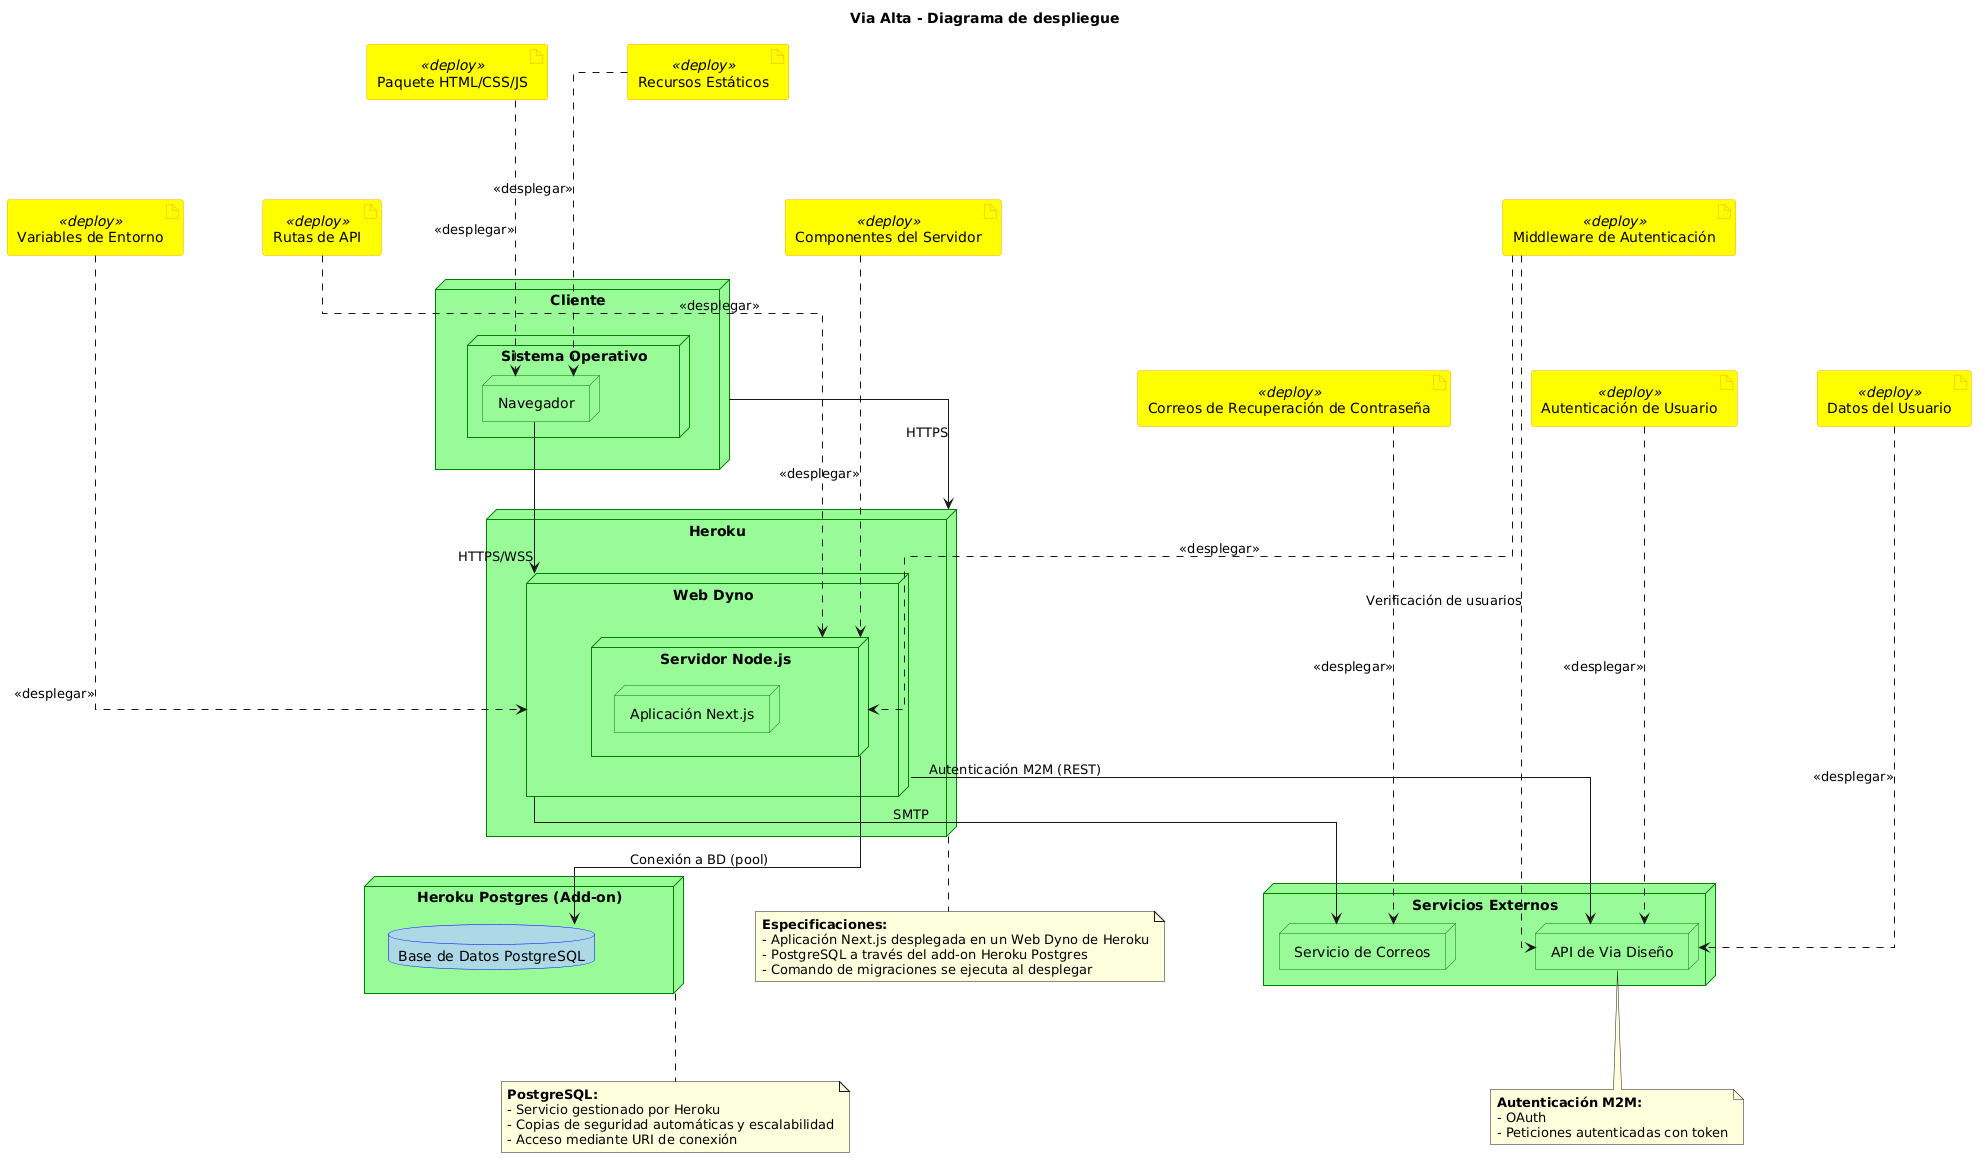 Via Alta - Diagrama de despliegue
«deploy»
Paquete HTML/CSS/JS
«deploy»
Recursos Estáticos
«desplegar»
«deploy»
Variables de Entorno
«deploy»
Rutas de API
«deploy»
Componentes del Servidor
«deploy»
Middleware de Autenticación
«desplegar»
Cliente
«desplegar»
Sistema Operativo
Navegador
«deploy»
Correos de Recuperación de Contraseña
«deploy»
Autenticación de Usuario
«deploy»
Datos del Usuario
HTTPS
«desplegar»
Heroku
HTTPS/WSS
«desplegar»
Web Dyno
Verificación de usuarios
Servidor Node.js
«desplegar»
«desplegar»
«desplegar»
Aplicación Next.js
Autenticación M2M (REST)
«desplegar»
SMTP
Conexión a BD (pool)
Heroku Postgres (Add-on)
Base de Datos PostgreSQL
Especificaciones:
- Aplicación Next.js desplegada en un Web Dyno de Heroku
- PostgreSQL a través del add-on Heroku Postgres
- Comando de migraciones se ejecuta al desplegar
Servicios Externos
Servicio de Correos
API de Via Diseño
PostgreSQL:
- Servicio gestionado por Heroku
- Copias de seguridad automáticas y escalabilidad
- Acceso mediante URI de conexión
Autenticación M2M:
- OAuth
- Peticiones autenticadas con token